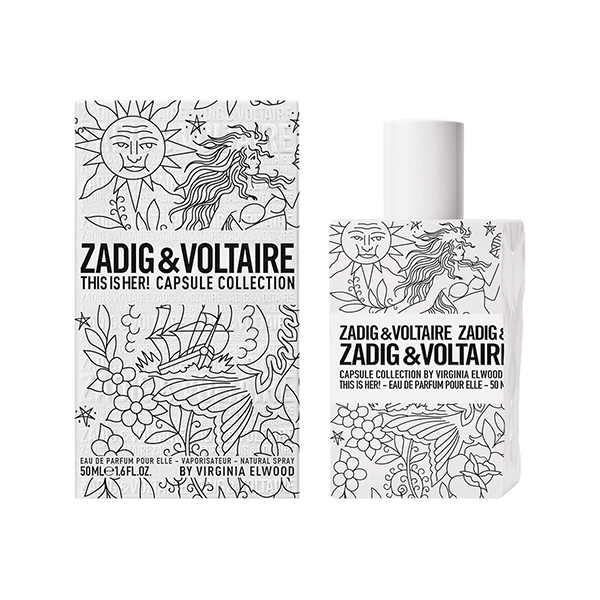 ZADIG & VOLTAIRE
THIS IS HER! CAPSULE COLLECTION
EAU DE PARFUM POUR ELLE – VAPORISATEUR – NATURAL SPRAY
50ML℮1.6FL.OZ. BY VIRGINIA ELWOOD
ZADIG & VOLTAIRE ZADIG &
ZADIG & VOLTAIRE
CAPSULE COLLECTION BY VIRGINIA ELWOOD
THIS IS HER! – EAU DE PARFUM POUR ELLE – 50 M